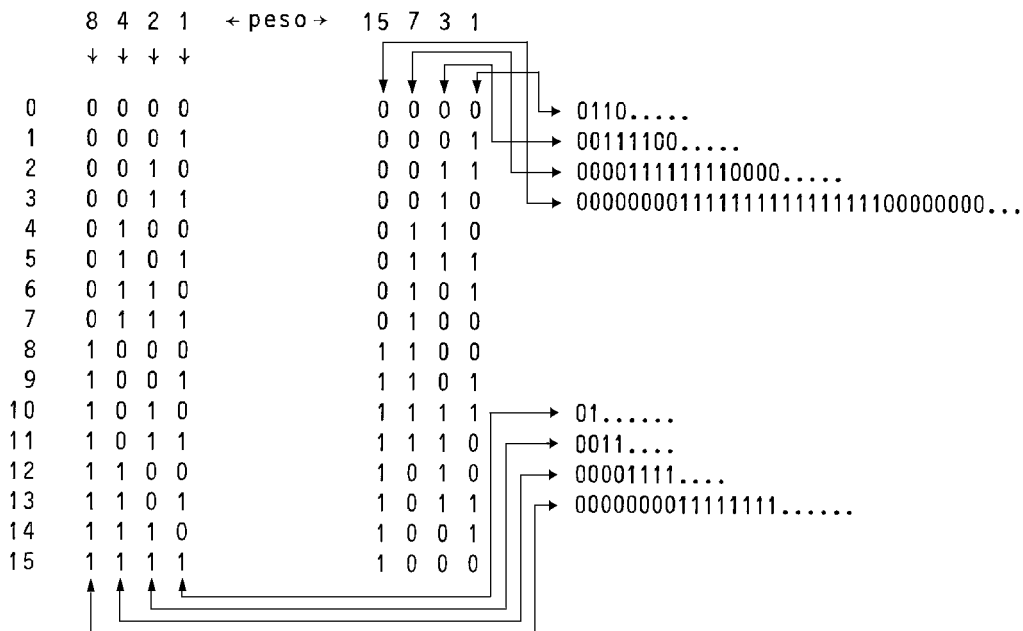 8 4 2 1 ← peso → 15 7 3 1
↓ ↓ ↓ ↓
0 0 0 0 0 0 0 0 0 0110.....
1 0 0 0 1 0 0 0 1 00111100.....
2 0 0 1 0 0 0 1 1 0000111111110000.....
3 0 0 1 1 0 0 1 0 00000000111111111111111100000000...
4 0 1 0 0 0 1 1 0
5 0 1 0 1 0 1 1 1
6 0 1 1 0 0 1 0 1
7 0 1 1 1 0 1 0 0
8 1 0 0 0 1 1 0 0
9 1 0 0 1 1 1 0 1
10 1 0 1 0 1 1 1 1 01......
11 1 0 1 1 1 1 1 0 0011....
12 1 1 0 0 1 0 1 0 00001111....
13 1 1 0 1 1 0 1 1 0000000011111111......
14 1 1 1 0 1 0 0 1
15 1 1 1 1 1 0 0 0